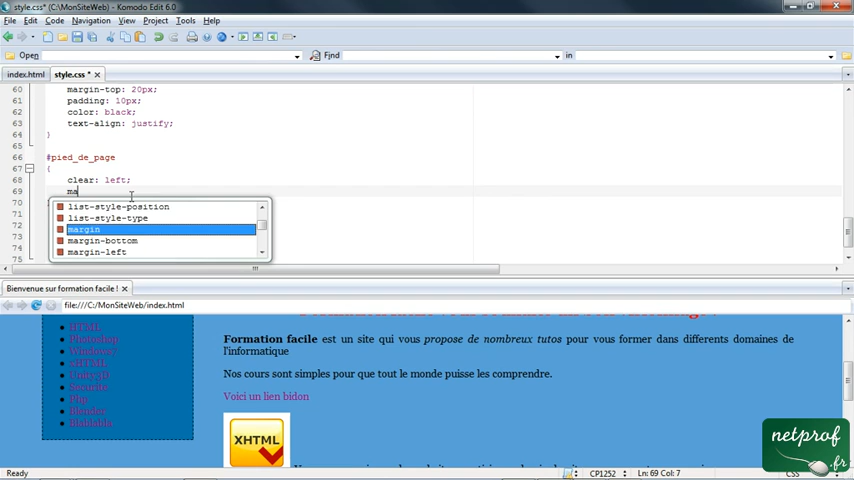 style.css* (C:\MonSiteWeb) - Komodo Edit 6.0
File Edit Code Navigation View Project Tools Help
Open Find in
index.html style.css *
60 margin-top: 20px;
61 padding: 10px;
62 color: black;
63 text-align: justify;
64 }
65
66 #pied_de_page
67 {
68 clear: left;
69 ma
70
71 list-style-position
72 list-style-type
margin
73 margin-bottom
74 margin-left
75
Bienvenue sur formation facile !
file:///C:/MonSiteWeb/index.html
HTML
Photoshop
Windows7
xHTML
Unity3D
Securite
Php
Blender
Blablabla
Formation facile est un site qui vous propose de nombreux tutos pour vous former dans differents domaines de
l'informatique
Nos cours sont simples pour que tout le monde puisse les comprendre.
Voici un lien bidon
XHTML
netprof
.fr
Ready CP1252 Ln: 69 Col: 7 CSS